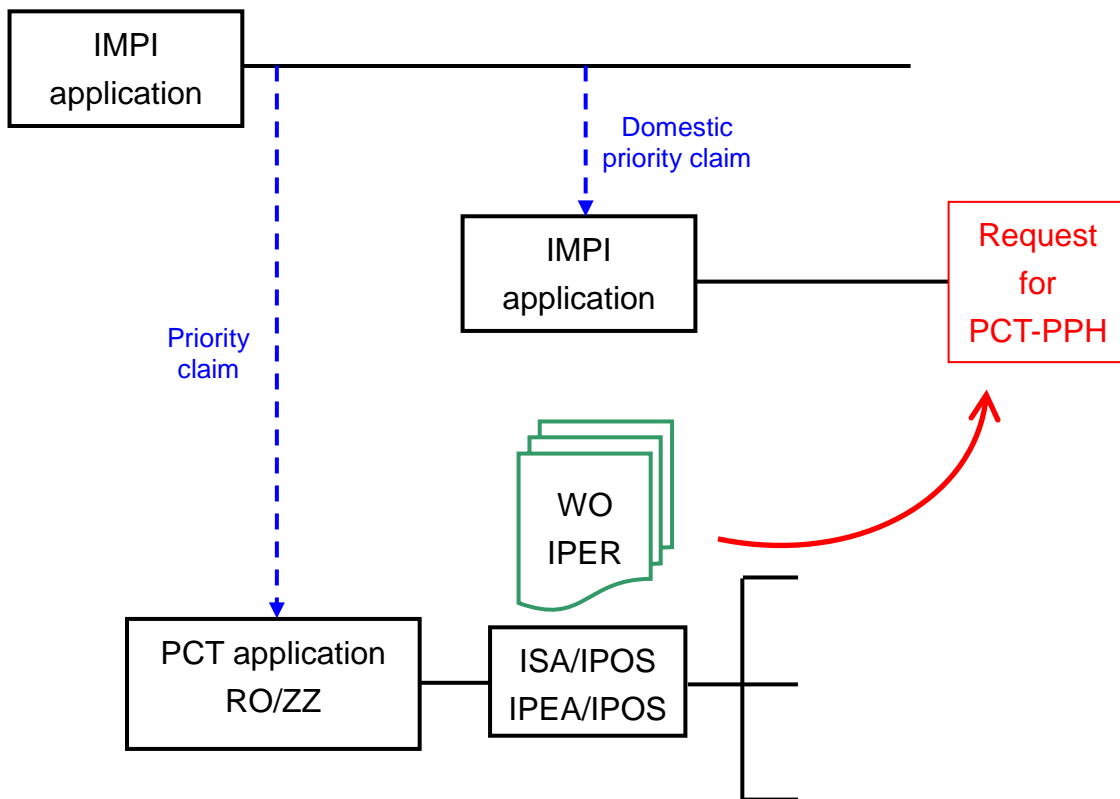 IMPI
application
Domestic
priority claim
IMPI
application
Request
for
PCT-PPH
Priority
claim
WO
IPER
PCT application
RO/ZZ
ISA/IPOS
IPEA/IPOS